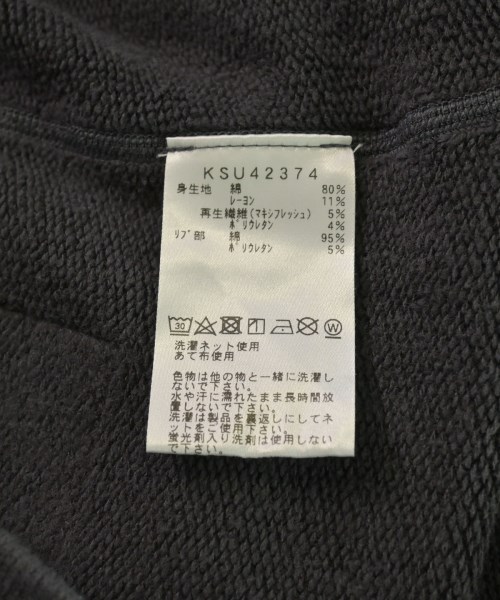 KSU42374
身生地 綿 80%
レーヨン 11%
再生繊維(マキシフレッシュ) 5%
ポリウレタン 4%
リブ部 綿 95%
ポリウレタン 5%
30 W
洗濯ネット使用
あて布使用
色物は他の物と一緒に洗濯し
ないで下さい。
水や汗に濡れたまま長時間放
置しないで下さい。
洗濯は製品を裏返しにしてネ
ットをご使用下さい。
蛍光剤入り洗剤は使用しない
で下さい。